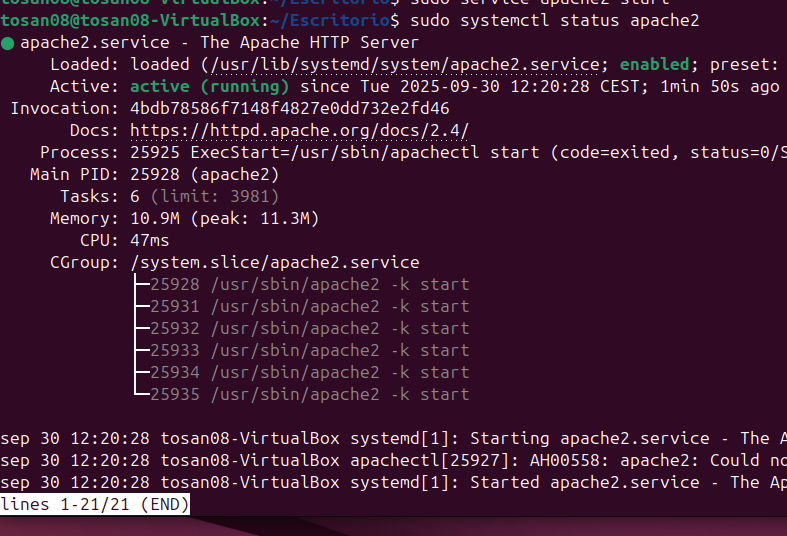 tosan08@tosan08-VirtualBox:~/Escritorio$ sudo service apache2 start
tosan08@tosan08-VirtualBox:~/Escritorio$ sudo systemctl status apache2
● apache2.service - The Apache HTTP Server
Loaded: loaded (/usr/lib/systemd/system/apache2.service; enabled; preset:
Active: active (running) since Tue 2025-09-30 12:20:28 CEST; 1min 50s ago
Invocation: 4bdb78586f7148f4827e0dd732e2fd46
Docs: https://httpd.apache.org/docs/2.4/
Process: 25925 ExecStart=/usr/sbin/apachectl start (code=exited, status=0/S
Main PID: 25928 (apache2)
Tasks: 6 (limit: 3981)
Memory: 10.9M (peak: 11.3M)
CPU: 47ms
CGroup: /system.slice/apache2.service
├─25928 /usr/sbin/apache2 -k start
├─25931 /usr/sbin/apache2 -k start
├─25932 /usr/sbin/apache2 -k start
├─25933 /usr/sbin/apache2 -k start
├─25934 /usr/sbin/apache2 -k start
└─25935 /usr/sbin/apache2 -k start
sep 30 12:20:28 tosan08-VirtualBox systemd[1]: Starting apache2.service - The A
sep 30 12:20:28 tosan08-VirtualBox apachectl[25927]: AH00558: apache2: Could no
sep 30 12:20:28 tosan08-VirtualBox systemd[1]: Started apache2.service - The Ap
lines 1-21/21 (END)